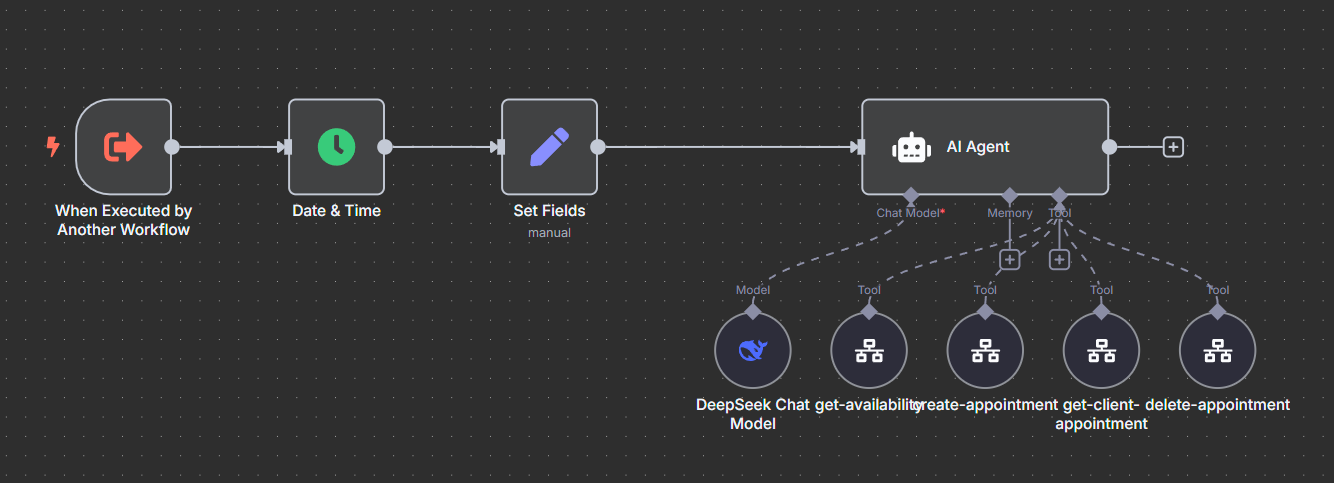 When Executed by
Another Workflow
Date & Time
Set Fields
manual
AI Agent
Chat Model*
Memory
Tool
Model
Tool
Tool
Tool
Tool
DeepSeek Chat
Model
get-availability
create-appointment
get-client-
appointment
delete-appointment